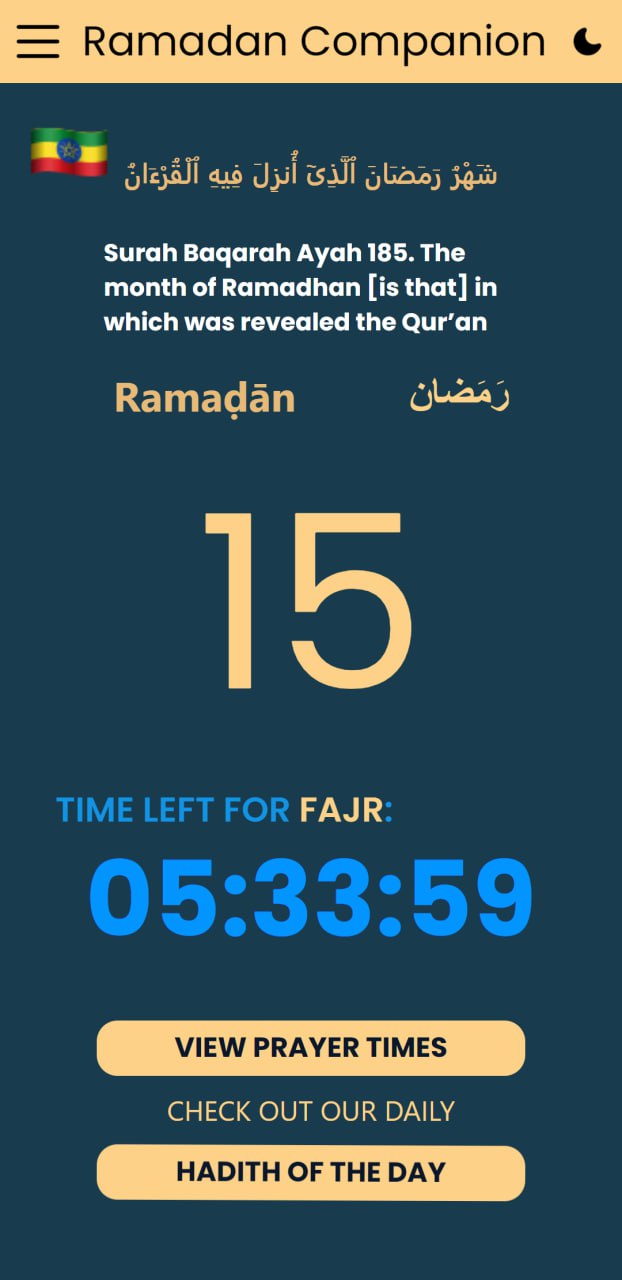 Ramadan Companion
شَهْرُ رَمَضَانَ ٱلَّذِىٓ أُنزِلَ فِيهِ ٱلْقُرْءَانُ
Surah Baqarah Ayah 185. The
month of Ramadhan [is that] in
which was revealed the Qur’an
Ramaḍān رَمَضان
15
TIME LEFT FOR FAJR:
05:33:59
VIEW PRAYER TIMES
CHECK OUT OUR DAILY
HADITH OF THE DAY